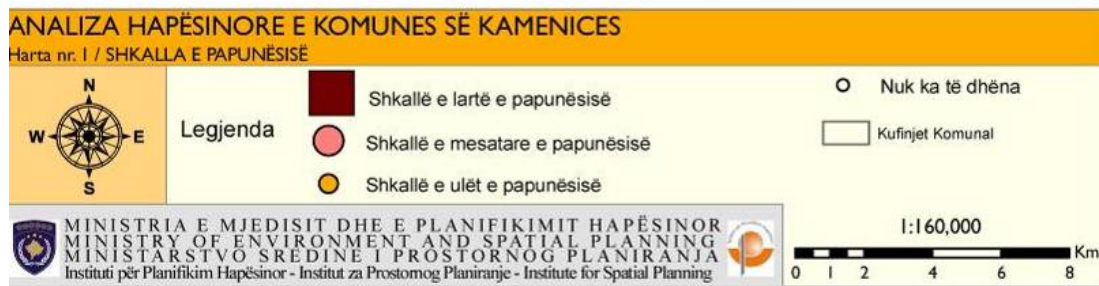 ANALIZA HAPËSINORE E KOMUNES SË KAMENICES
Harta nr. 1 / SHKALLA E PAPUNËSISË
N
W E
S
Legjenda
Shkallë e lartë e papunësisë
Shkallë e mesatare e papunësisë
Shkallë e ulët e papunësisë
Nuk ka të dhëna
Kufinjet Komunal
MINISTRIA E MJEDISIT DHE E PLANIFIKIMIT HAPËSINOR
MINISTRY OF ENVIRONMENT AND SPATIAL PLANNING
MINISTARSTVO SREDINE I PROSTORNOG PLANIRANJA
Instituti për Planifikim Hapësinor - Institut za Prostornog Planiranje - Institute for Spatial Planning
1:160,000
Km
0 1 2 4 6 8